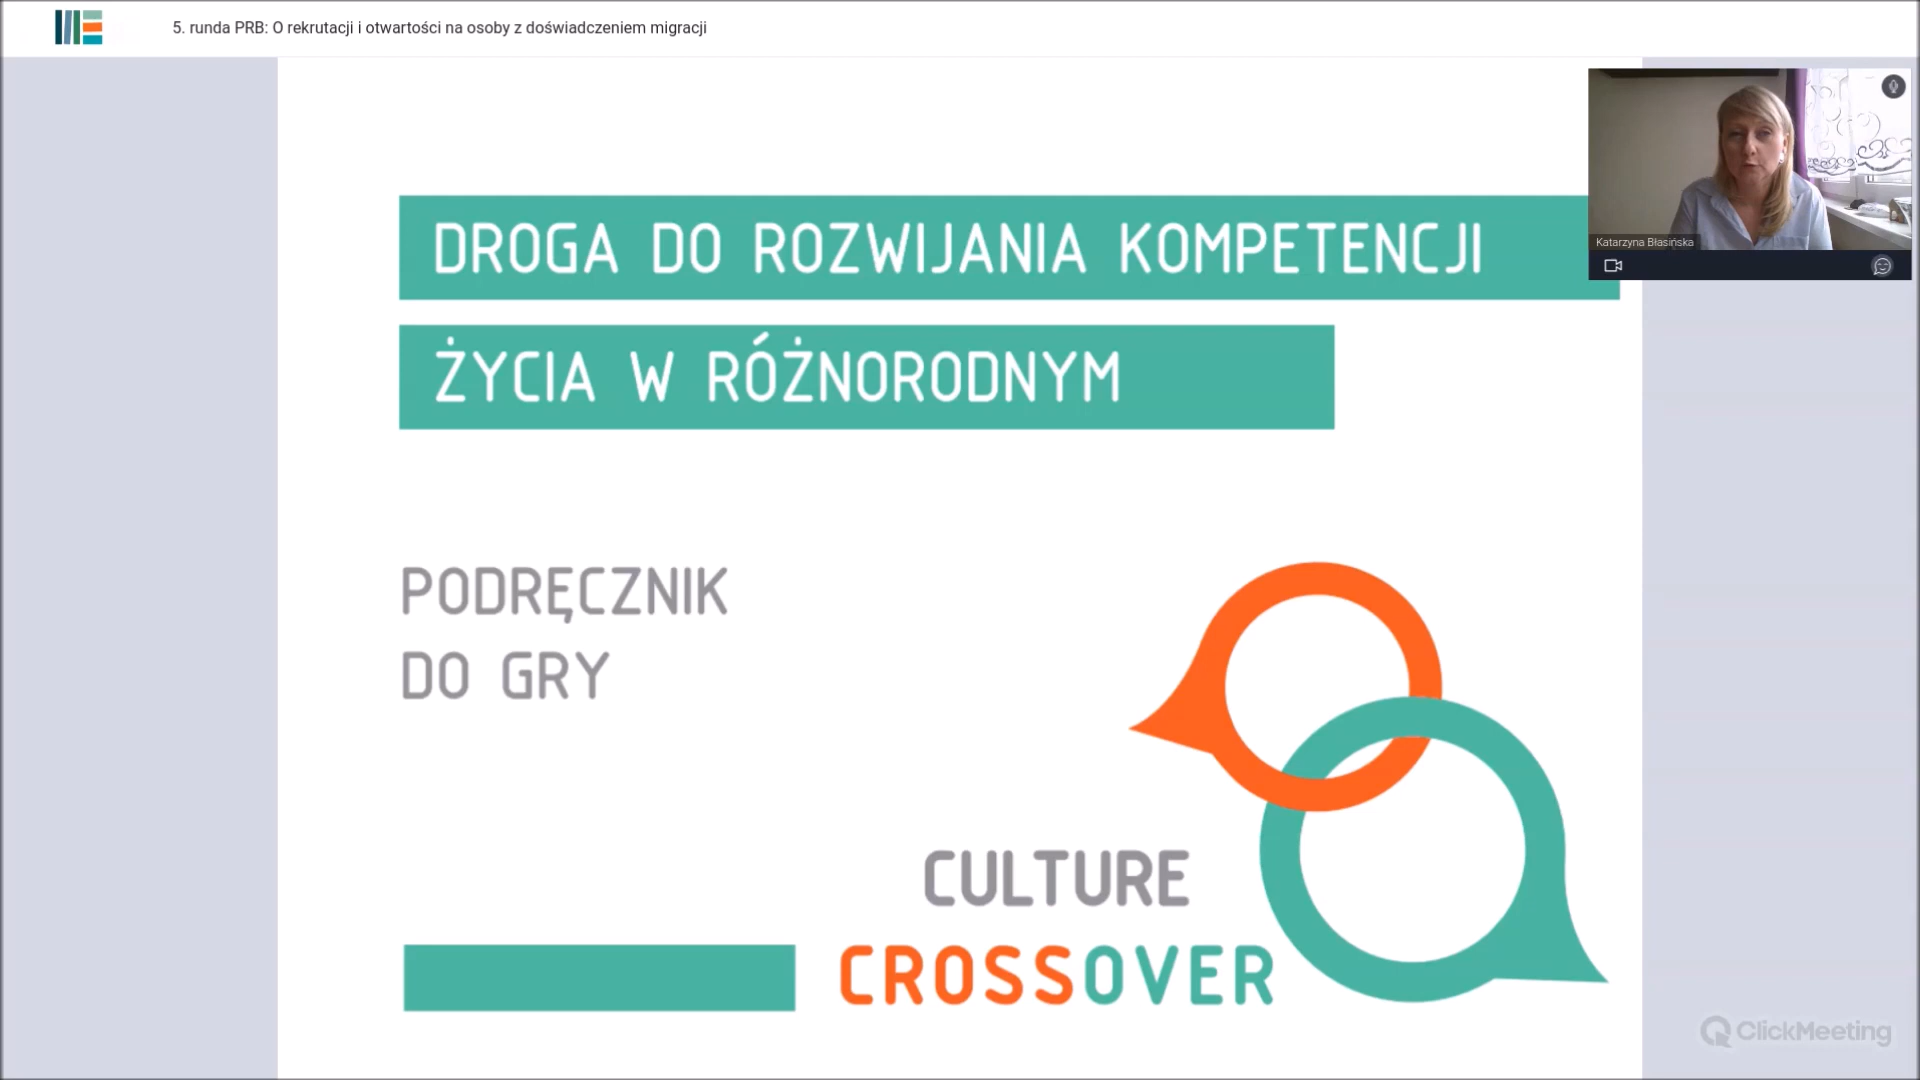 5. runda PRB: O rekrutacji i otwartości na osoby z doświadczeniem migracji
DROGA DO ROZWIJANIA KOMPETENCJI
ŻYCIA W RÓŻNORODNYM
Katarzyna Błasińska
PODRĘCZNIK
DO GRY
CULTURE
CROSSOVER
ClickMeeting